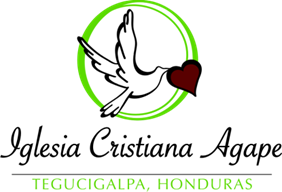 Iglesia Cristiana Agape
TEGUCIGALPA, HONDURAS